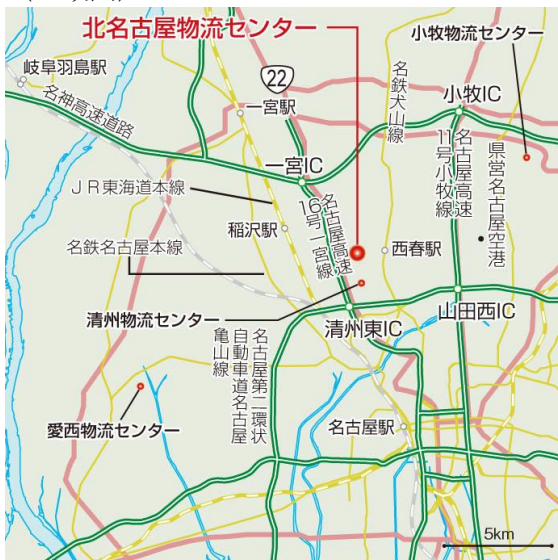 北名古屋物流センター
小牧物流センター
岐阜羽島駅
22
名神高速道路
一宮駅
名鉄犬山線
小牧IC
一宮IC
名古屋高速
11号小牧線
県営名古屋空港
JR東海道本線
名古屋高速
16号一宮線
稲沢駅
西春駅
名鉄名古屋本線
清州物流センター
清州東IC
山田西IC
名古屋第二環状
自動車道名古屋
亀山線
愛西物流センター
名古屋駅
5km